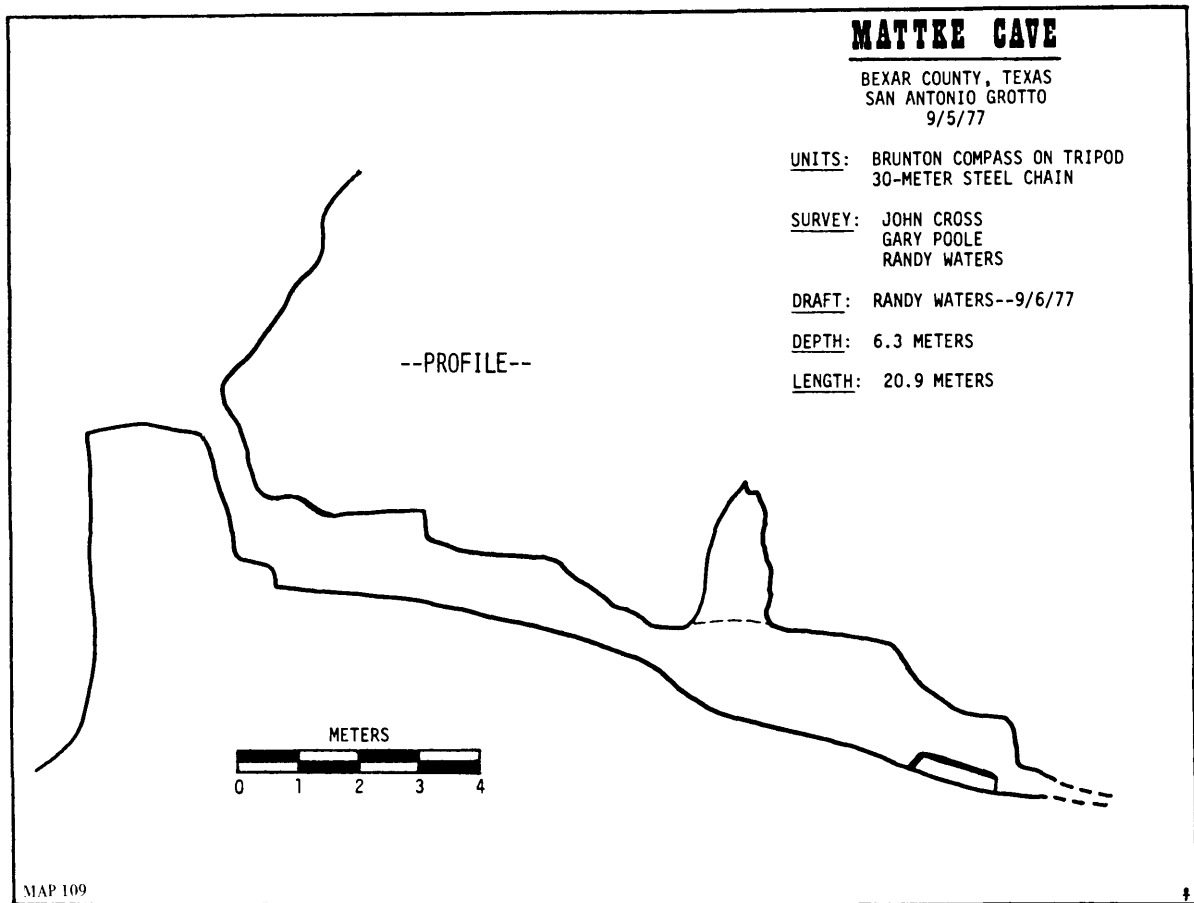 MATTKE CAVE
BEXAR COUNTY, TEXAS
SAN ANTONIO GROTTO
9/5/77
UNITS: BRUNTON COMPASS ON TRIPOD
30-METER STEEL CHAIN
SURVEY: JOHN CROSS
GARY POOLE
RANDY WATERS
DRAFT: RANDY WATERS--9/6/77
DEPTH: 6.3 METERS
LENGTH: 20.9 METERS
--PROFILE--
METERS
0 1 2 3 4
MAP 109